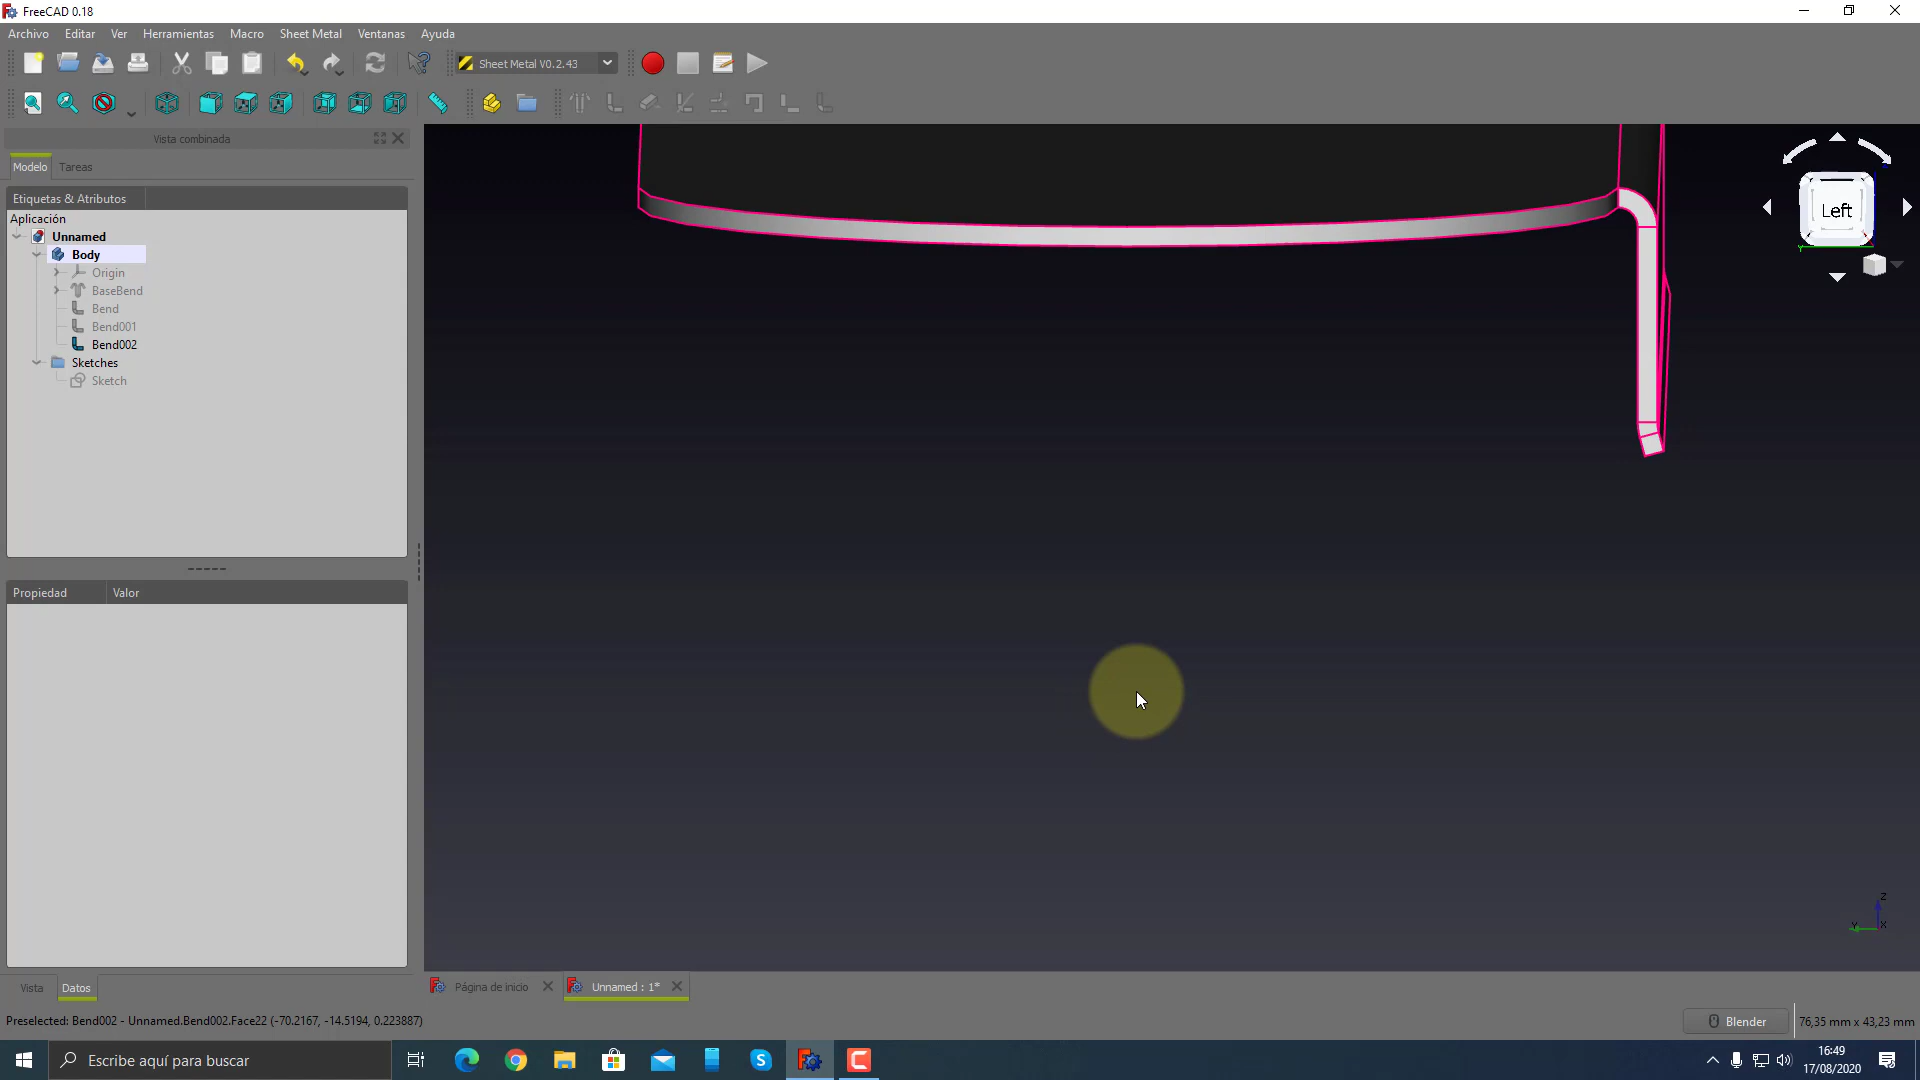 FreeCAD 0.18
Archivo Editar Ver Herramientas Macro Sheet Metal Ventanas Ayuda
Sheet Metal V0.2.43
Vista combinada
Modelo Tareas
Etiquetas & Atributos
Aplicación
Unnamed
Body
Origin
BaseBend
Bend
Bend001
Bend002
Sketches
Sketch
Left
Propiedad Valor
Z
Y X
Vista Datos
Página de inicio Unnamed : 1*
Preselected: Bend002 - Unnamed.Bend002.Face22 (-70.2167, -14.5194, 0.223887)
Blender 76,35 mm x 43,23 mm
Escribe aquí para buscar
16:49
17/08/2020